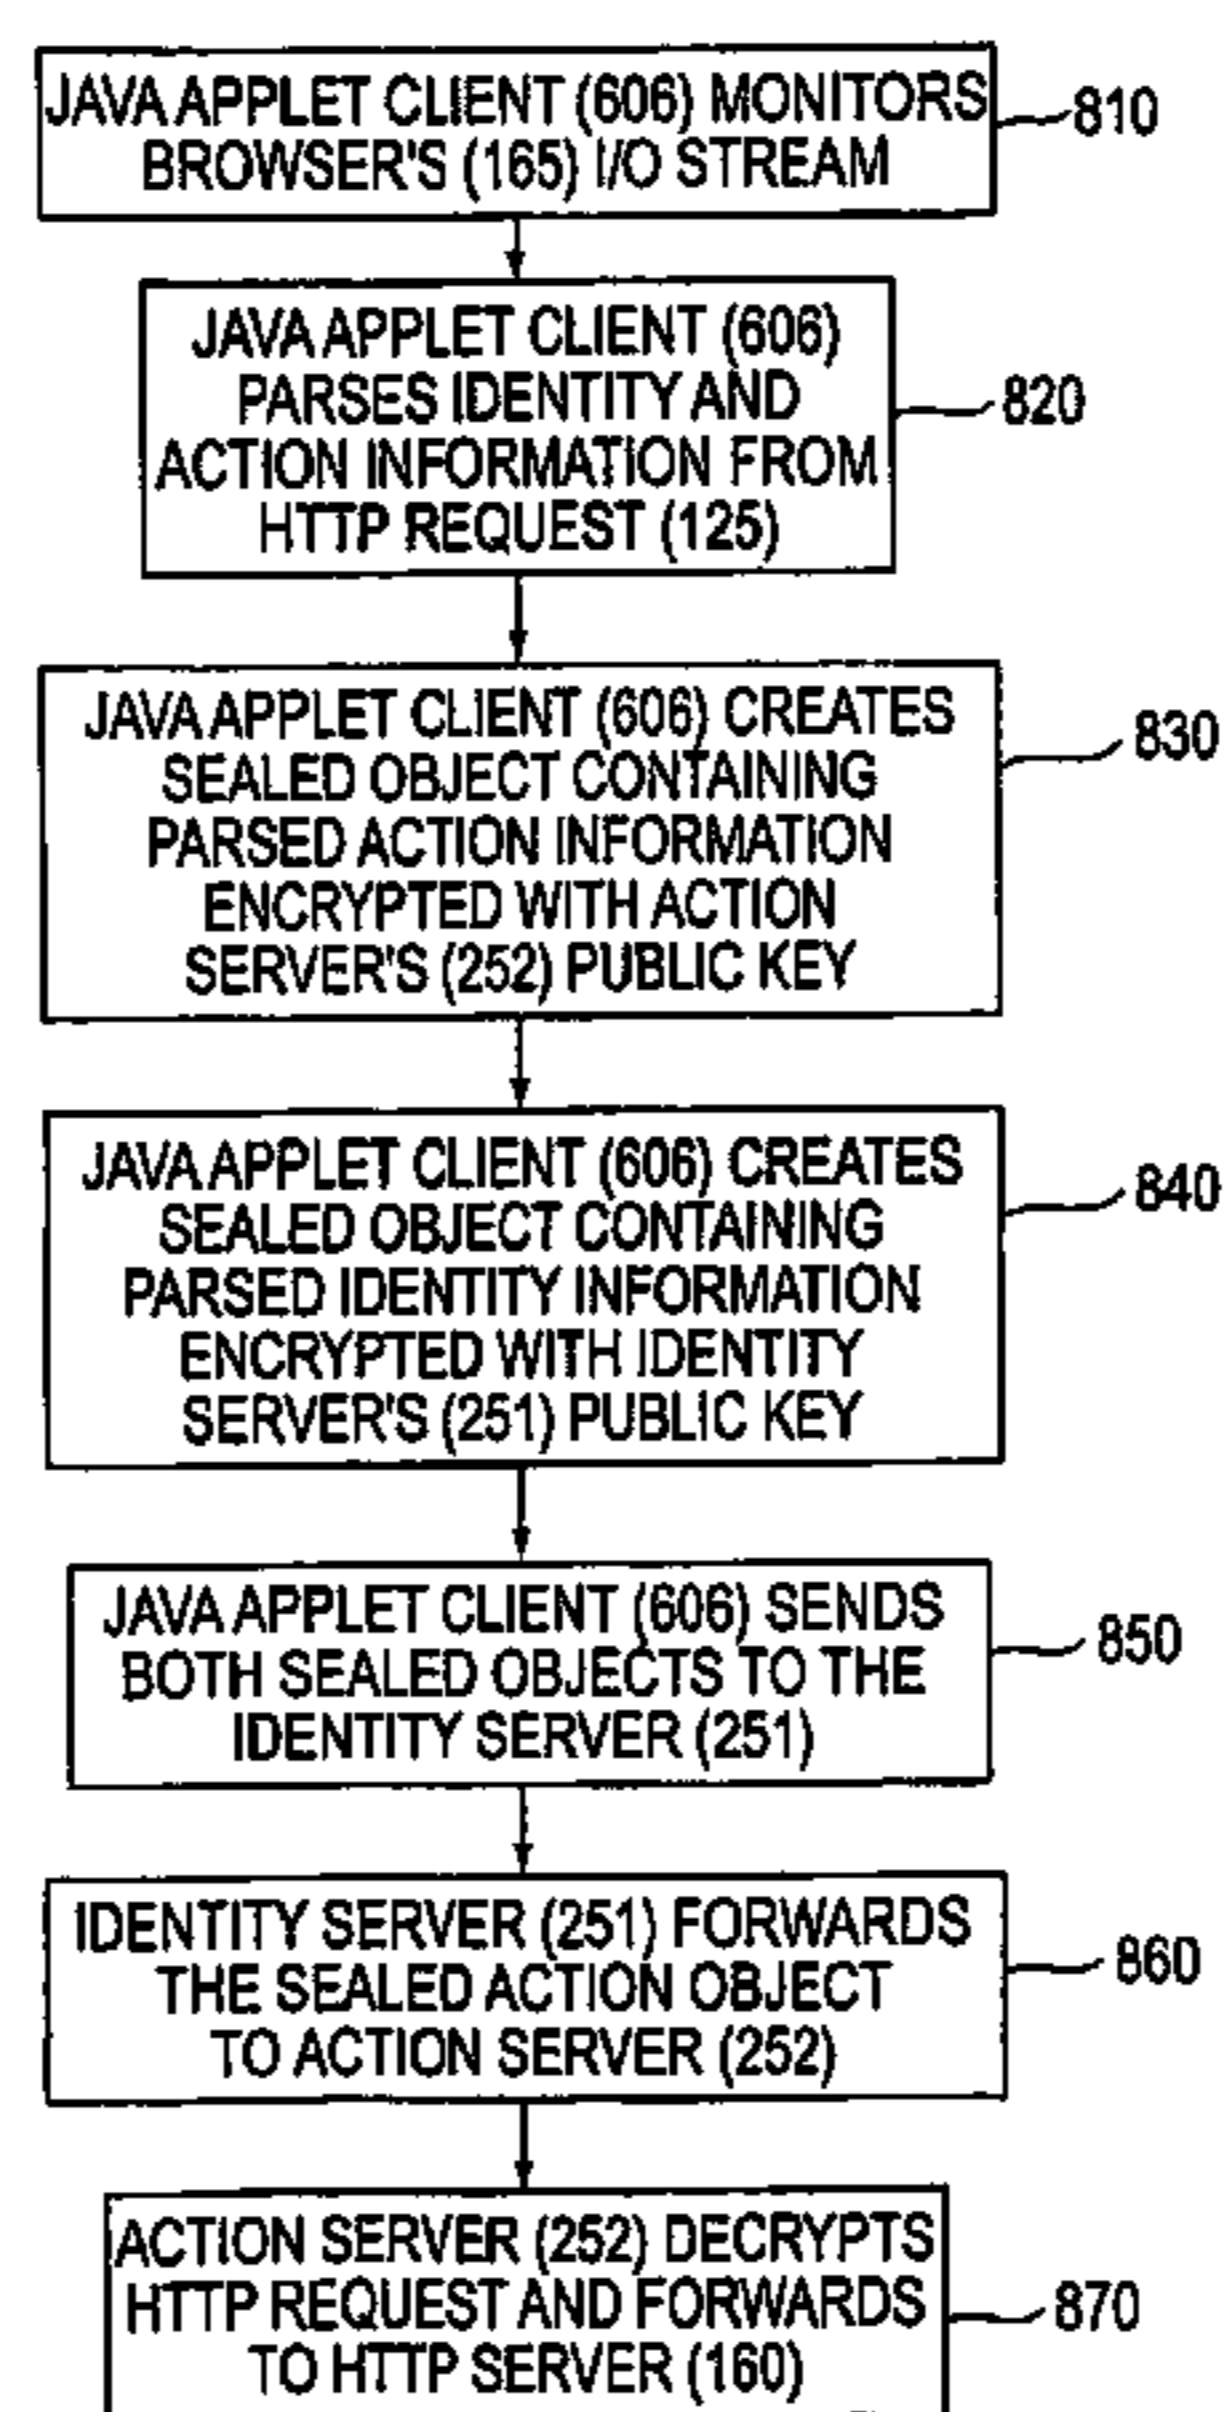 JAVA APPLET CLIENT (606) MONITORS
BROWSER'S (165) I/O STREAM
810
JAVA APPLET CLIENT (606)
PARSES IDENTITY AND
ACTION INFORMATION FROM
HTTP REQUEST (125)
820
JAVA APPLET CLIENT (606) CREATES
SEALED OBJECT CONTAINING
PARSED ACTION INFORMATION
ENCRYPTED WITH ACTION
SERVER'S (252) PUBLIC KEY
830
JAVA APPLET CLIENT (606) CREATES
SEALED OBJECT CONTAINING
PARSED IDENTITY INFORMATION
ENCRYPTED WITH IDENTITY
SERVER'S (251) PUBLIC KEY
840
JAVA APPLET CLIENT (606) SENDS
BOTH SEALED OBJECTS TO THE
IDENTITY SERVER (251)
850
IDENTITY SERVER (251) FORWARDS
THE SEALED ACTION OBJECT
TO ACTION SERVER (252)
860
ACTION SERVER (252) DECRYPTS
HTTP REQUEST AND FORWARDS
TO HTTP SERVER (160)
870